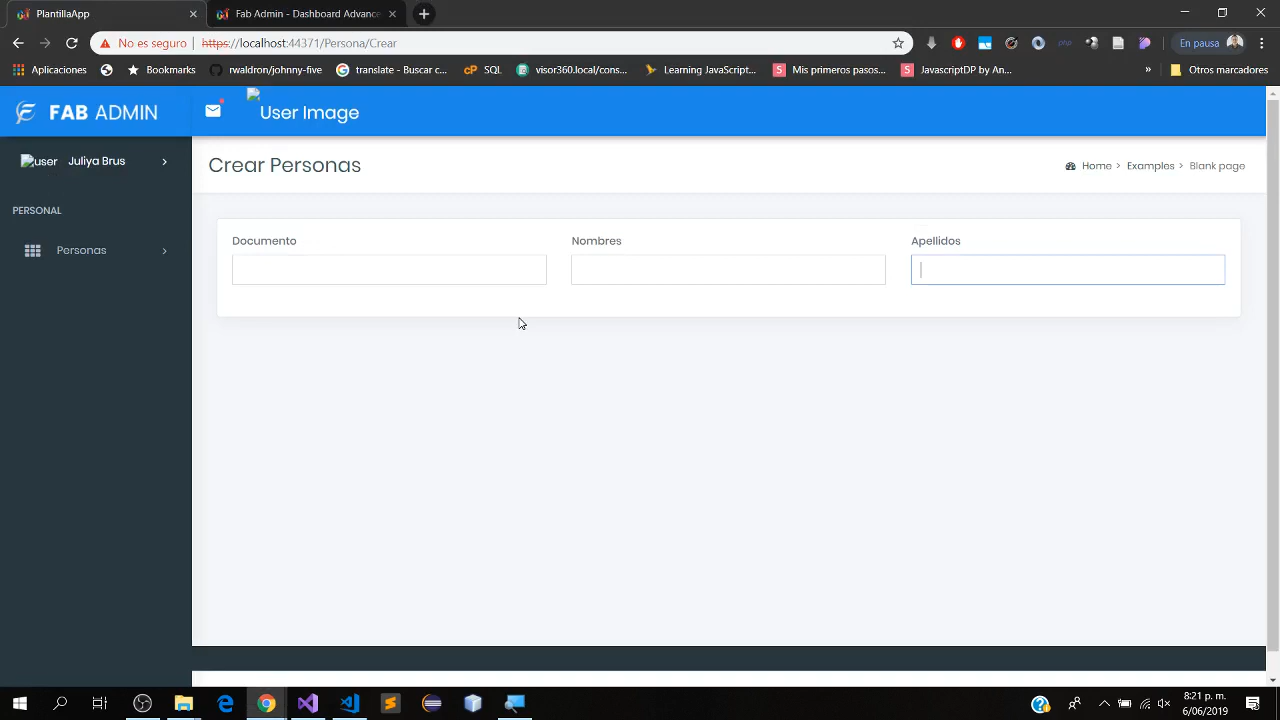 PlantillaApp
Fab Admin - Dashboard Advance
No es seguro | https://localhost:44371/Persona/Crear
En pausa
Aplicaciones
Bookmarks
rwaldron/johnny-five
translate - Buscar c...
cP SQL
visor360.local/cons...
Learning JavaScript...
S Mis primeros pasos...
S JavascriptDP by An...
»
Otros marcadores
FAB ADMIN
User Image
user Juliya Brus
Crear Personas
Home > Examples > Blank page
PERSONAL
Personas
Documento
Nombres
Apellidos
8:21 p. m.
6/06/2019